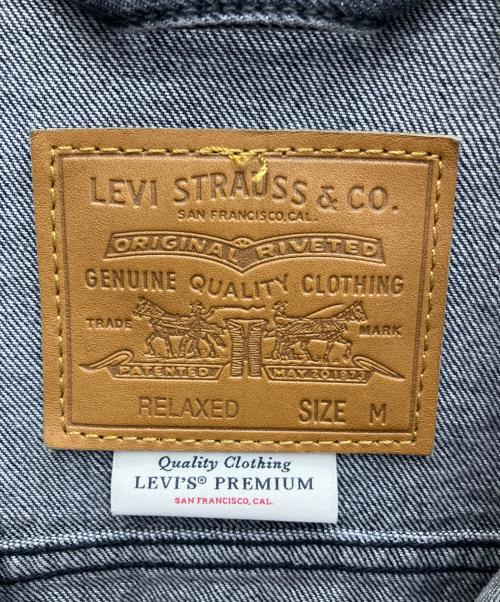 LEVI STRAUSS & CO.
SAN FRANCISCO, CAL.
ORIGINAL RIVETED
GENUINE QUALITY CLOTHING
TRADE MARK
PATENTED MAY 20 1873
RELAXED SIZE M
Quality Clothing
LEVI'S® PREMIUM
SAN FRANCISCO, CAL.